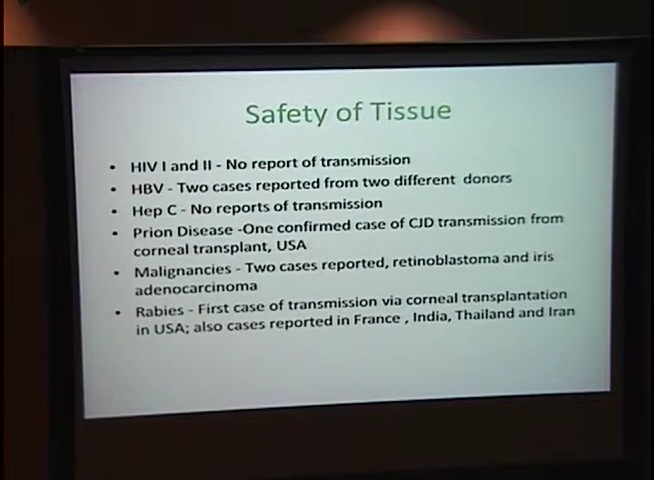 Safety of Tissue
• HIV I and II - No report of transmission
• HBV - Two cases reported from two different donors
• Hep C - No reports of transmission
• Prion Disease -One confirmed case of CJD transmission from
corneal transplant, USA
• Malignancies - Two cases reported, retinoblastoma and iris
adenocarcinoma
• Rabies - First case of transmission via corneal transplantation
in USA; also cases reported in France , India, Thailand and Iran